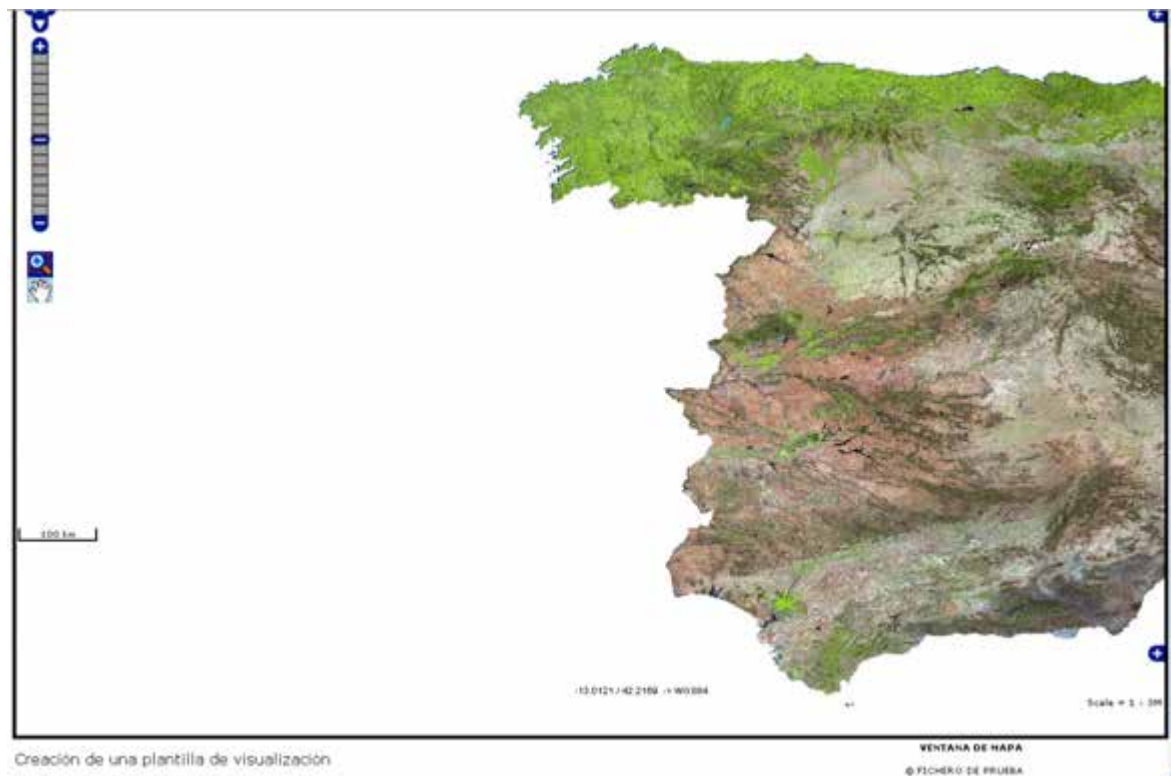 100 km
-13.0121 / 42.2169 -> WGS84
Scale = 1 : 3M
Creación de una plantilla de visualización
VENTANA DE MAPA
@ FICHERO DE PRUEBA